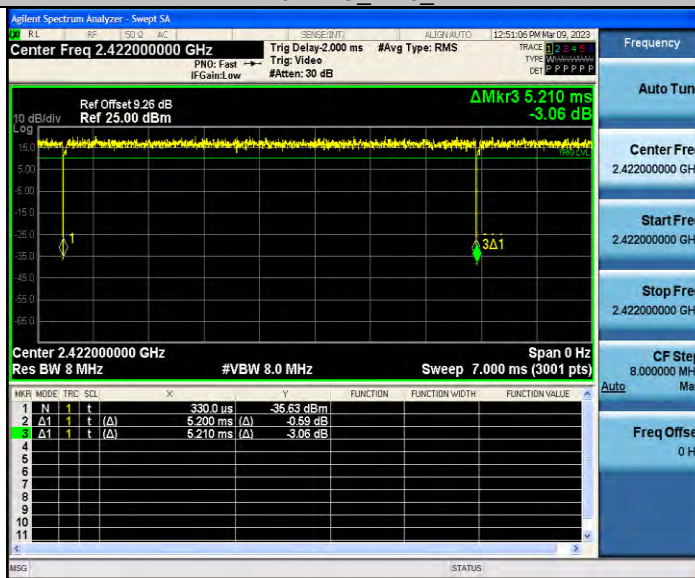 Agilent Spectrum Analyzer - Swept SA
RL RF 50 Ω AC SENSE:INT ALIGN AUTO 12:51:06 PM Mar 09, 2023
Center Freq 2.422000000 GHz
Trig Delay-2.000 ms #Avg Type: RMS
TRACE 1 2 3 4 5 6
PNO: Fast Trig: Video
TYPE
IFGain:Low #Atten: 30 dB
DET P P P P P
Frequency
ΔMkr3 5.210 ms
-3.06 dB
Ref Offset 9.26 dB
10 dB/div Ref 25.00 dBm
Log
15.0
5.00
-5.00
-15.0
-25.0
-35.0
-45.0
-55.0
-65.0
TRIG LVL
1
3Δ1
Center 2.422000000 GHz Span 0 Hz
Res BW 8 MHz #VBW 8.0 MHz Sweep 7.000 ms (3001 pts)
MKR MODE TRC SCL X Y FUNCTION FUNCTION WIDTH FUNCTION VALUE
1 N 1 t 330.0 µs -35.63 dBm
2 Δ1 1 t (Δ) 5.200 ms (Δ) -0.59 dB
3 Δ1 1 t (Δ) 5.210 ms (Δ) -3.06 dB
4
5
6
7
8
9
10
11
Auto Tun
Center Fre
2.422000000 GH
Start Fre
2.422000000 GH
Stop Fre
2.422000000 GH
CF Step
8.000000 MH
Auto Ma
Freq Offse
0 H
MSG STATUS